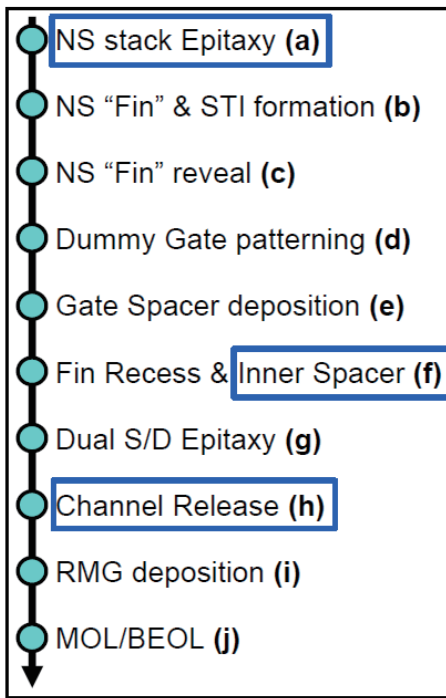 NS stack Epitaxy (a)
NS “Fin” & STI formation (b)
NS “Fin” reveal (c)
Dummy Gate patterning (d)
Gate Spacer deposition (e)
Fin Recess & Inner Spacer (f)
Dual S/D Epitaxy (g)
Channel Release (h)
RMG deposition (i)
MOL/BEOL (j)